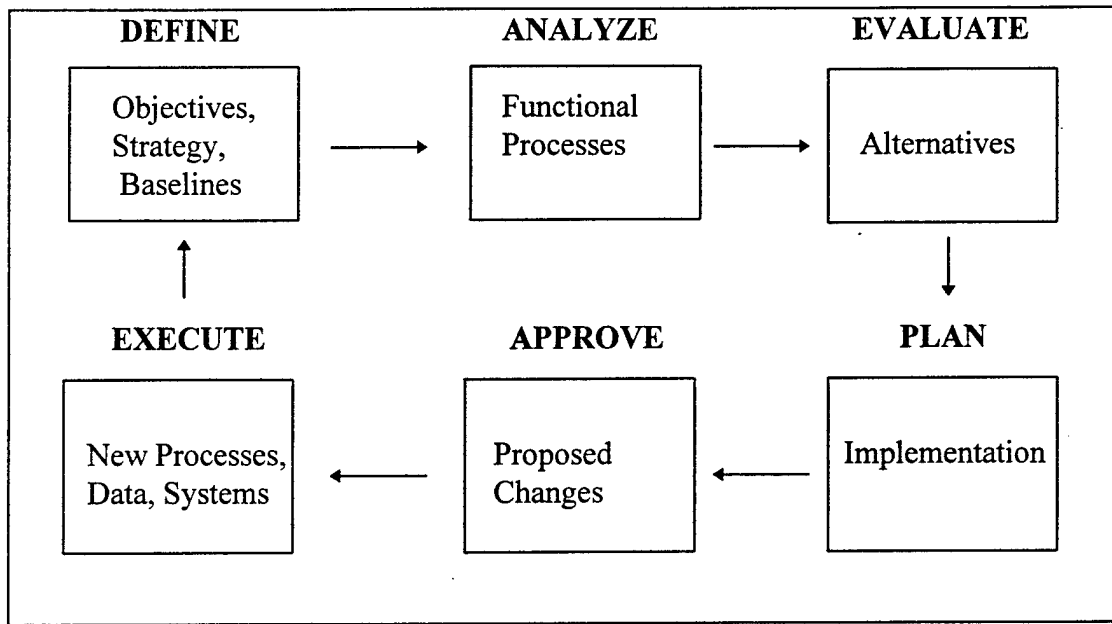 DEFINE
Objectives,
Strategy,
Baselines
ANALYZE
Functional
Processes
EVALUATE
Alternatives
EXECUTE
New Processes,
Data, Systems
APPROVE
Proposed
Changes
PLAN
Implementation